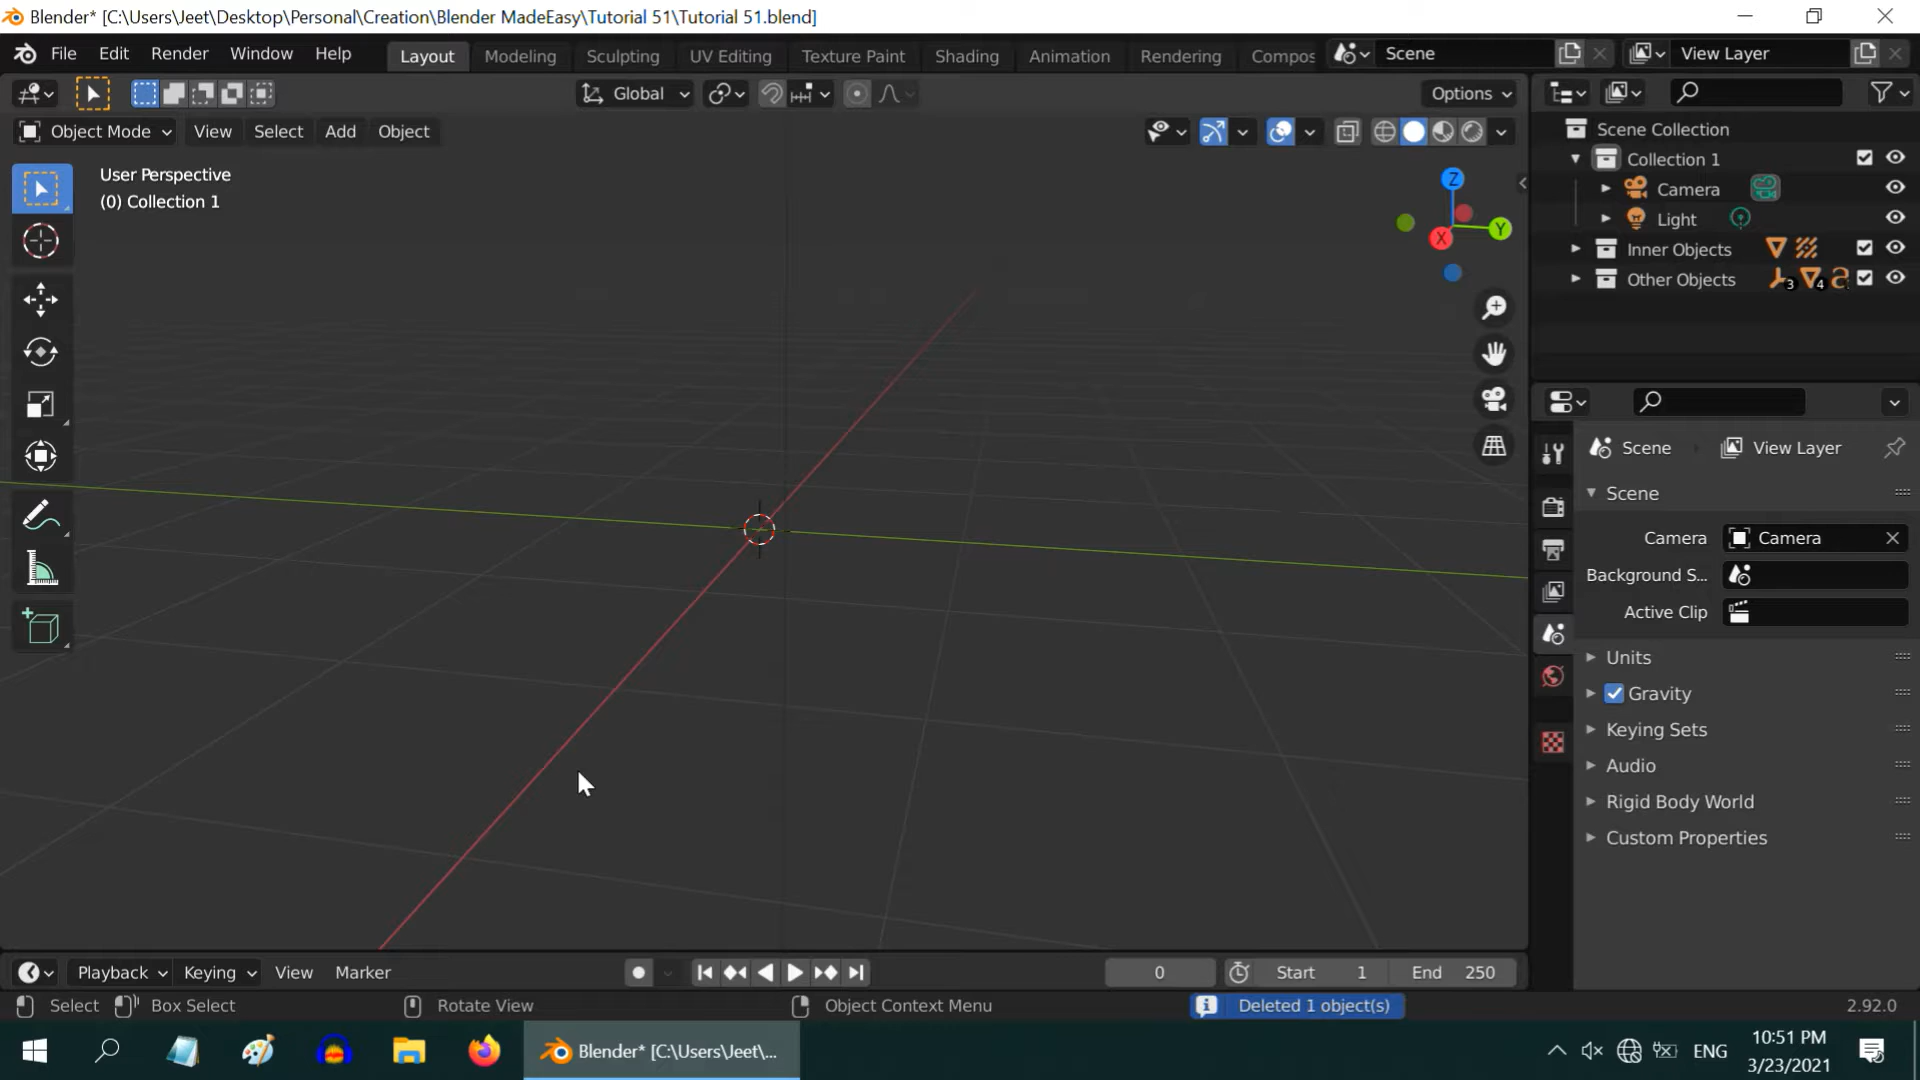 Blender* [C:\Users\Jeet\Desktop\Personal\Creation\Blender MadeEasy\Tutorial 51\Tutorial 51.blend]
File Edit Render Window Help Layout Modeling Sculpting UV Editing Texture Paint Shading Animation Rendering Compos Scene View Layer
Global Options
Object Mode View Select Add Object
User Perspective
(0) Collection 1
Z
Y
X
Scene Collection
Collection 1
Camera
Light
Inner Objects
Other Objects 3 4
Scene View Layer
Scene
Camera Camera
Background S...
Active Clip
Units
Gravity
Keying Sets
Audio
Rigid Body World
Custom Properties
Playback Keying View Marker 0 Start 1 End 250
Select Box Select Rotate View Object Context Menu Deleted 1 object(s) 2.92.0
Blender* [C:\Users\Jeet\... ENG 10:51 PM
3/23/2021